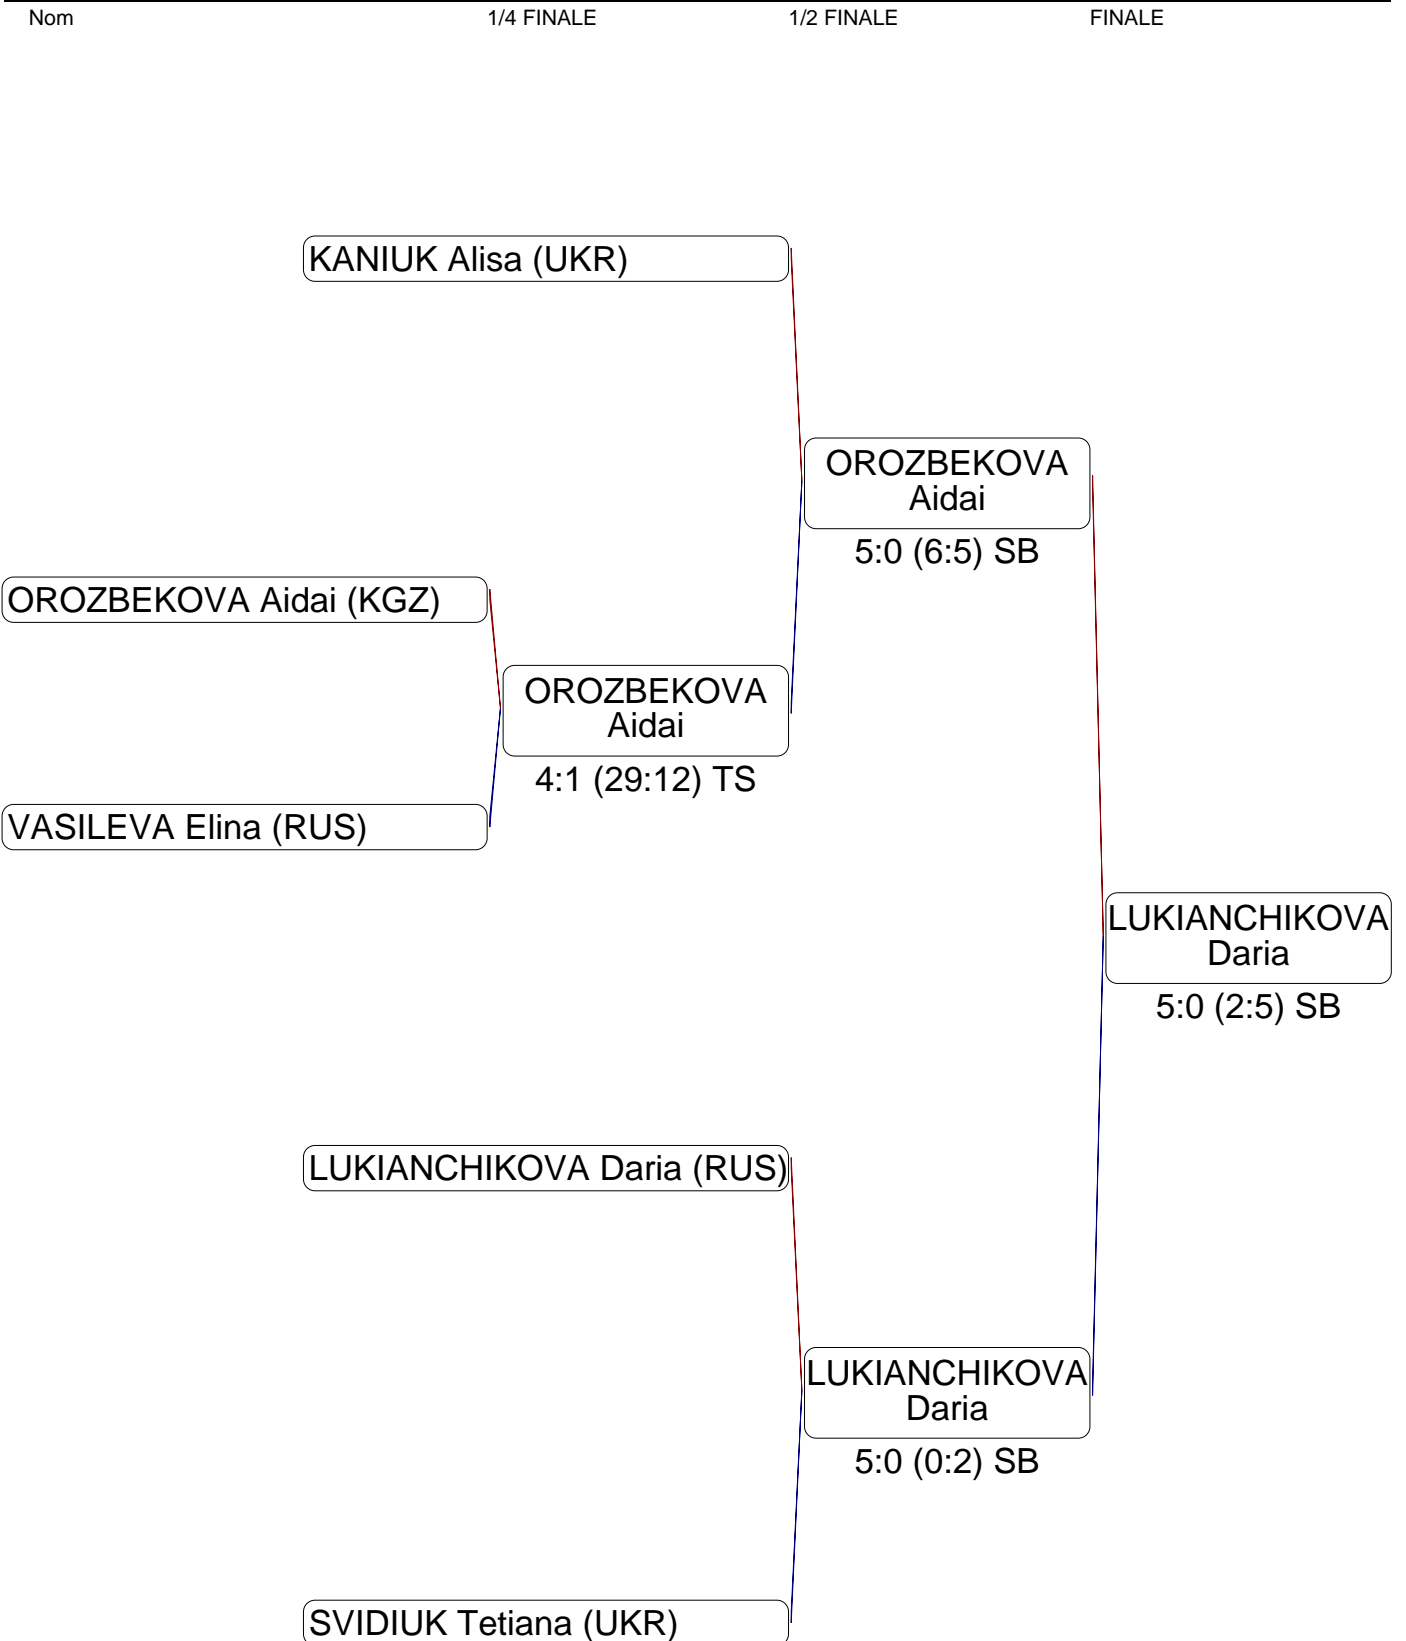 Nom 1/4 FINALE 1/2 FINALE FINALE
KANIUK Alisa (UKR)
OROZBEKOVA
Aidai
5:0 (6:5) SB
OROZBEKOVA Aidai (KGZ)
OROZBEKOVA
Aidai
4:1 (29:12) TS
VASILEVA Elina (RUS)
LUKIANCHIKOVA
Daria
5:0 (2:5) SB
LUKIANCHIKOVA Daria (RUS)
LUKIANCHIKOVA
Daria
5:0 (0:2) SB
SVIDIUK Tetiana (UKR)